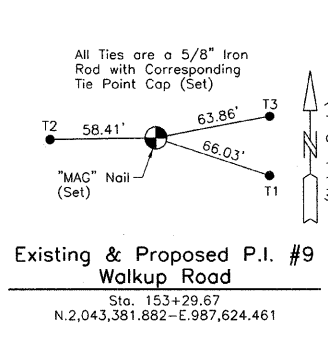 All Ties are a 5/8" Iron
Rod with Corresponding
Tie Point Cap (Set)
T3
T2
58.41'
63.86'
66.03'
N
"MAG" Nail
(Set)
T1
Existing & Proposed P.I. #9
Walkup Road
Sta. 153+29.67
N.2,043,381.882-E.987,624.461